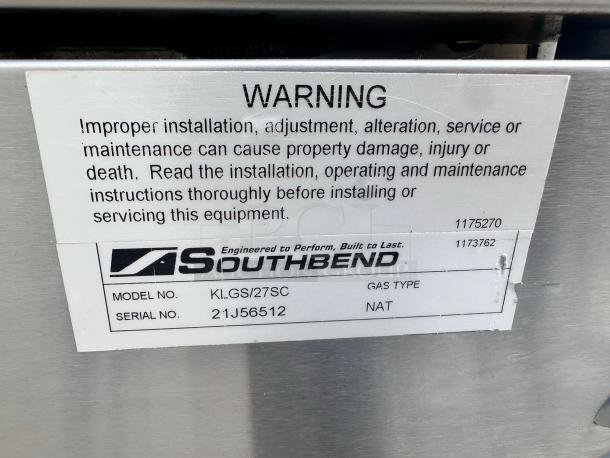 WARNING
Improper installation, adjustment, alteration, service or
maintenance can cause property damage, injury or
death. Read the installation, operating and maintenance
instructions thoroughly before installing or
servicing this equipment.
1175270
1173762
Engineered to Perform, Built to Last.
SOUTHBEND
MODEL NO. KLGS/27SC GAS TYPE
SERIAL NO. 21J56512 NAT